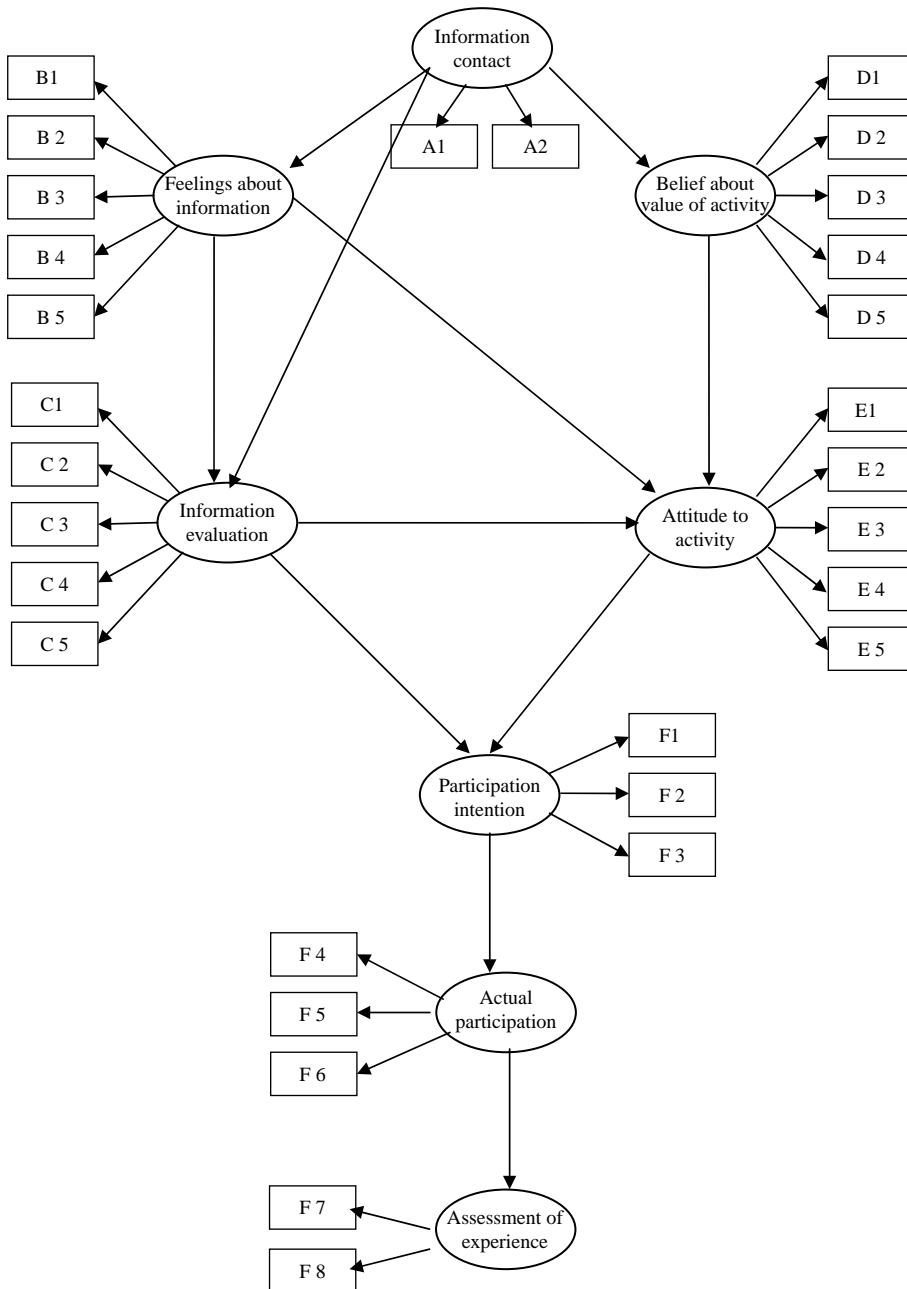 Information
contact
B1
B 2
B 3
B 4
B 5
A1
A2
D1
D 2
D 3
D 4
D 5
Feelings about
information
Belief about
value of activity
C1
C 2
C 3
C 4
C 5
E1
E 2
E 3
E 4
E 5
Information
evaluation
Attitude to
activity
F1
F 2
F 3
Participation
intention
F 4
F 5
F 6
Actual
participation
F 7
F 8
Assessment of
experience